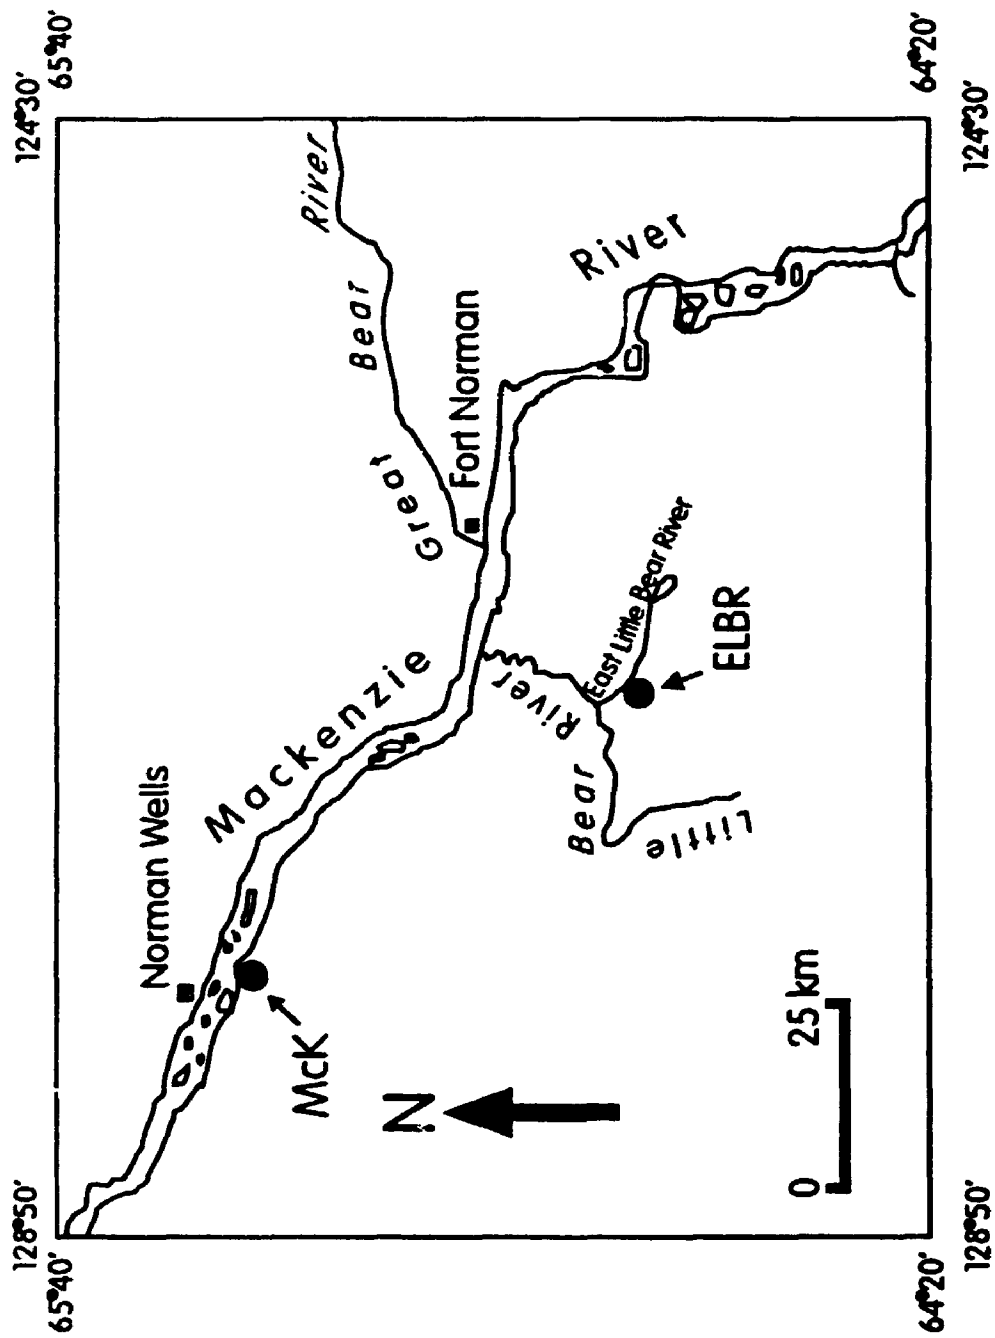 128°50'
124°30'
65°40'
65°40'
Norman Wells
Mackenzie
River
Great
Bear
River
Fort Norman
McK
N
Little
Bear
River
East Little Bear River
ELBR
0
25 km
64°20'
64°20'
128°50'
124°30'